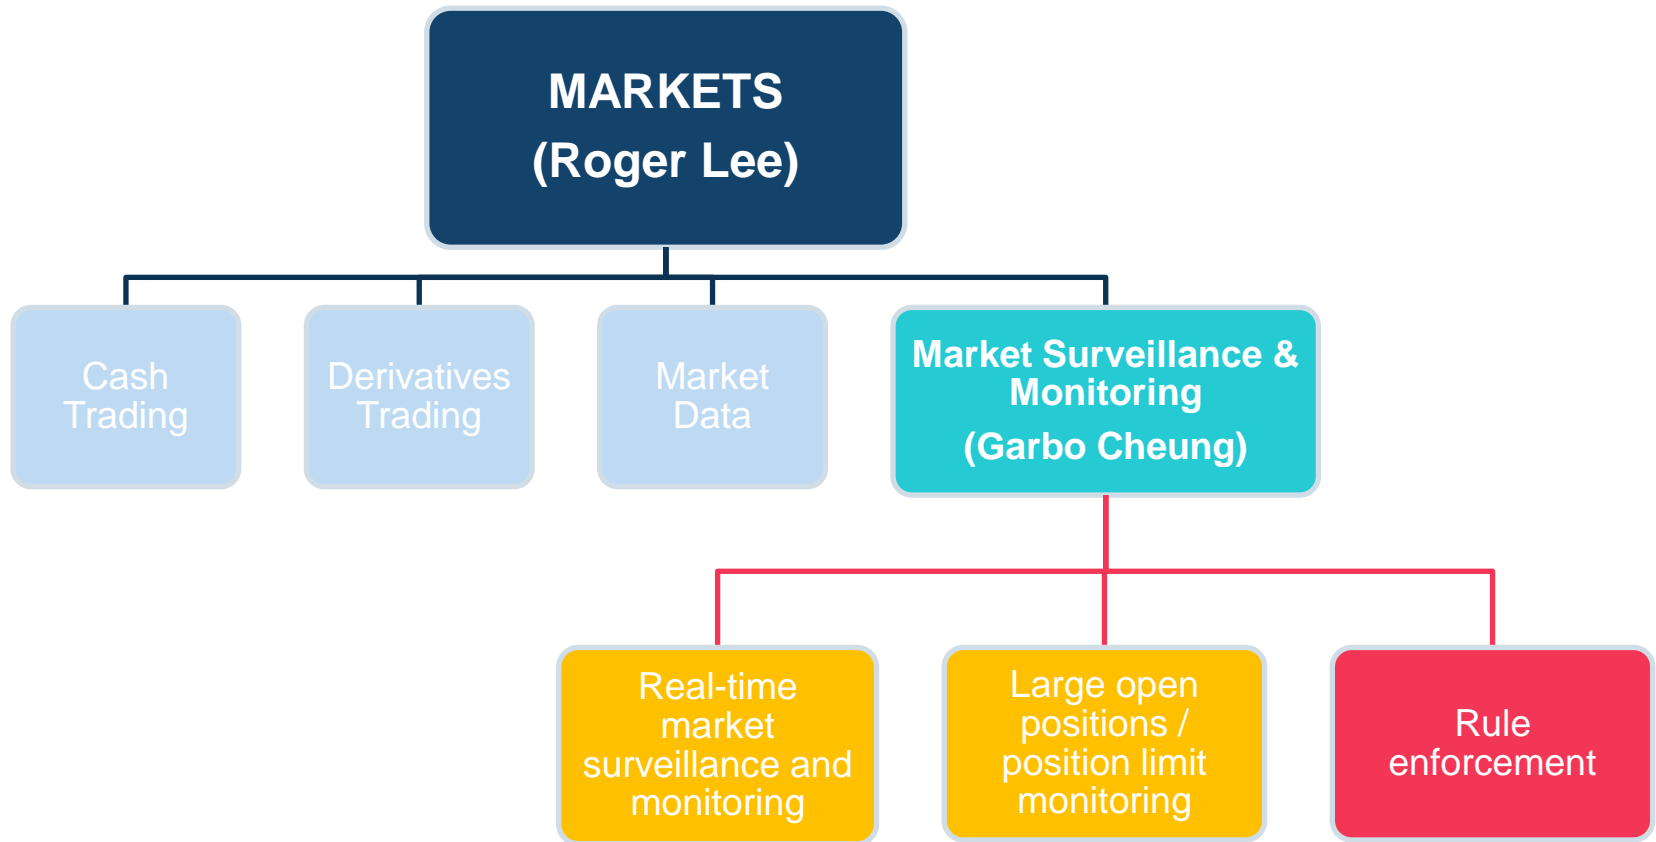 MARKETS
(Roger Lee)
Cash
Trading
Derivatives
Trading
Market
Data
Market Surveillance &
Monitoring
(Garbo Cheung)
Real-time
market
surveillance and
monitoring
Large open
positions /
position limit
monitoring
Rule
enforcement